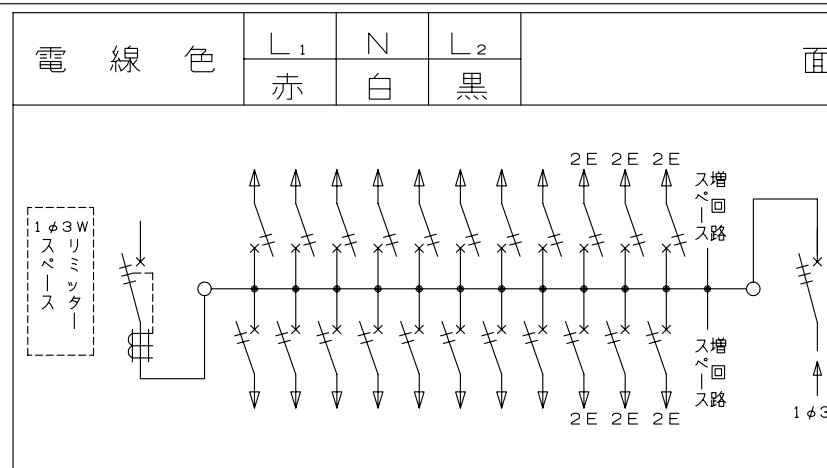 電線色 L₁ N L₂ 面
赤 白 黒
2E 2E 2E
増回路
スペース
1φ3W
リミッター
スペース
増回路
スペース
2E 2E 2E
1φ3